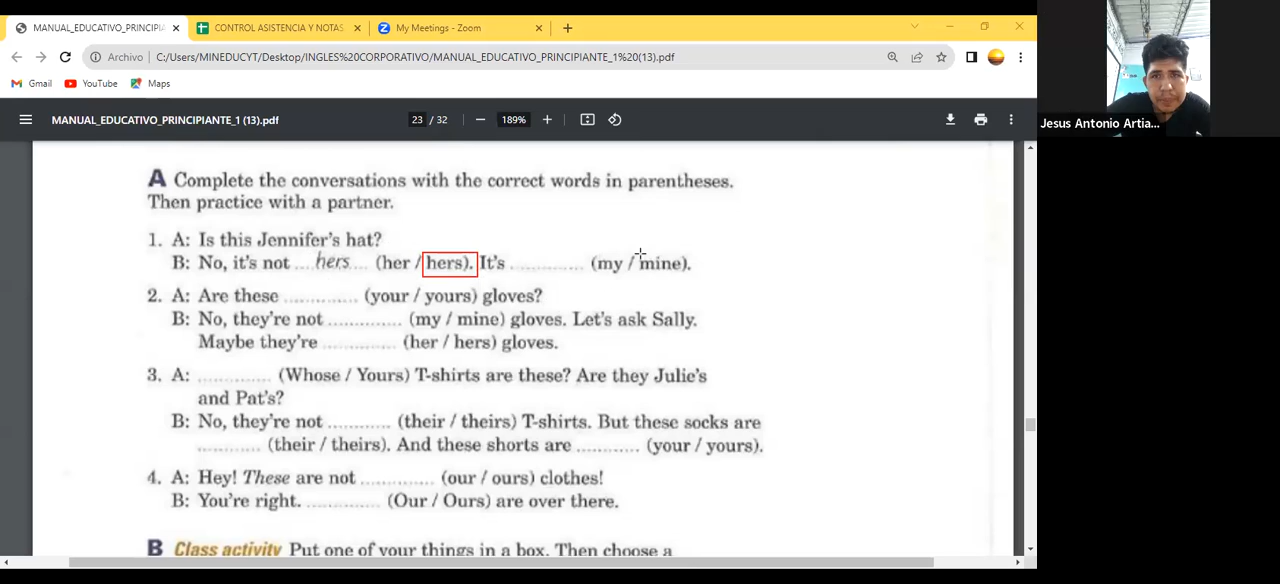 MANUAL_EDUCATIVO_PRINCIPIA
CONTROL ASISTENCIA Y NOTAS.
My Meetings - Zoom
Archivo
C:/Users/MINEDUCYT/Desktop/INGLES%20CORPORATIVO/MANUAL_EDUCATIVO_PRINCIPIANTE_1%20(13).pdf
Gmail
YouTube
Maps
MANUAL_EDUCATIVO_PRINCIPIANTE_1 (13).pdf
23 / 32
189%
Jesus Antonio Artia...
A Complete the conversations with the correct words in parentheses.
Then practice with a partner.
1. A: Is this Jennifer's hat?
B: No, it's not ...hers... (her / hers). It's ............. (my / mine).
2. A: Are these ............. (your / yours) gloves?
B: No, they're not ............. (my / mine) gloves. Let's ask Sally.
Maybe they're ............. (her / hers) gloves.
3. A: ............. (Whose / Yours) T-shirts are these? Are they Julie's
and Pat's?
B: No, they're not ........... (their / theirs) T-shirts. But these socks are
........... (their / theirs). And these shorts are ........... (your / yours).
4. A: Hey! These are not ............. (our / ours) clothes!
B: You're right. ............. (Our / Ours) are over there.
B Class activity Put one of your things in a box. Then choose a